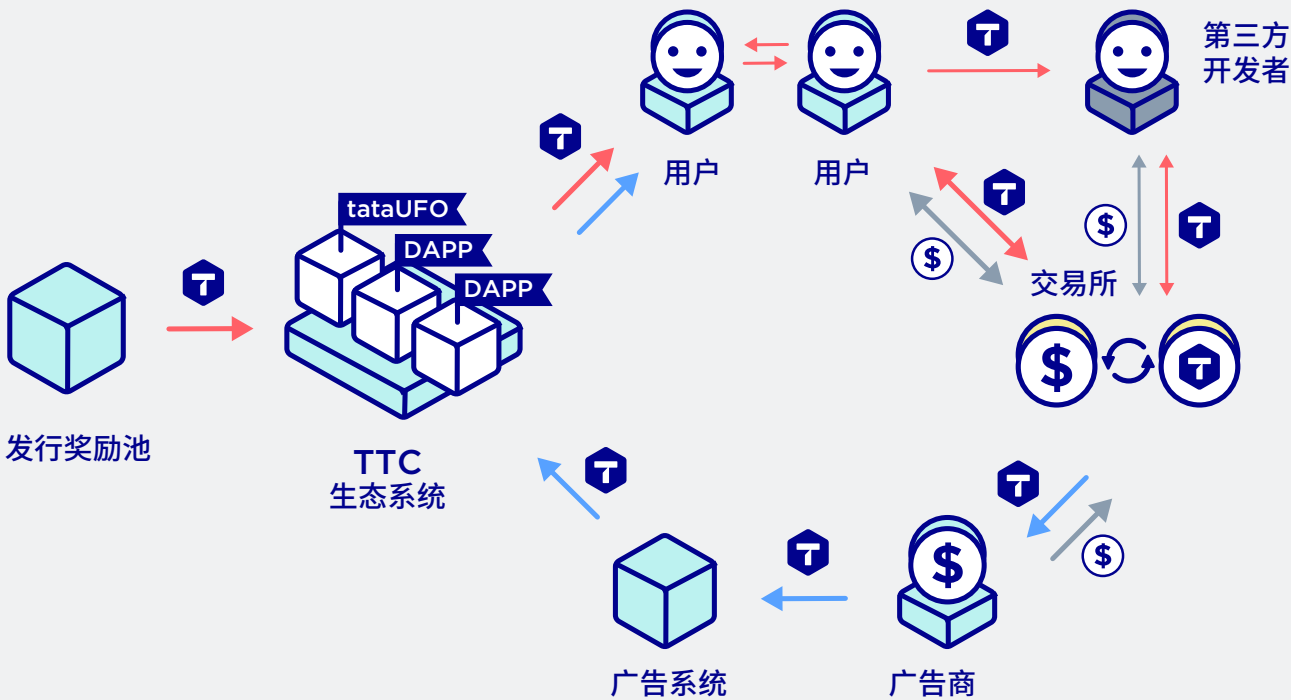 第三方
开发者
用户
用户
tataUFO
DAPP
DAPP
$
$
交易所
$
发行奖励池
TTC
生态系统
$
$
广告系统
广告商